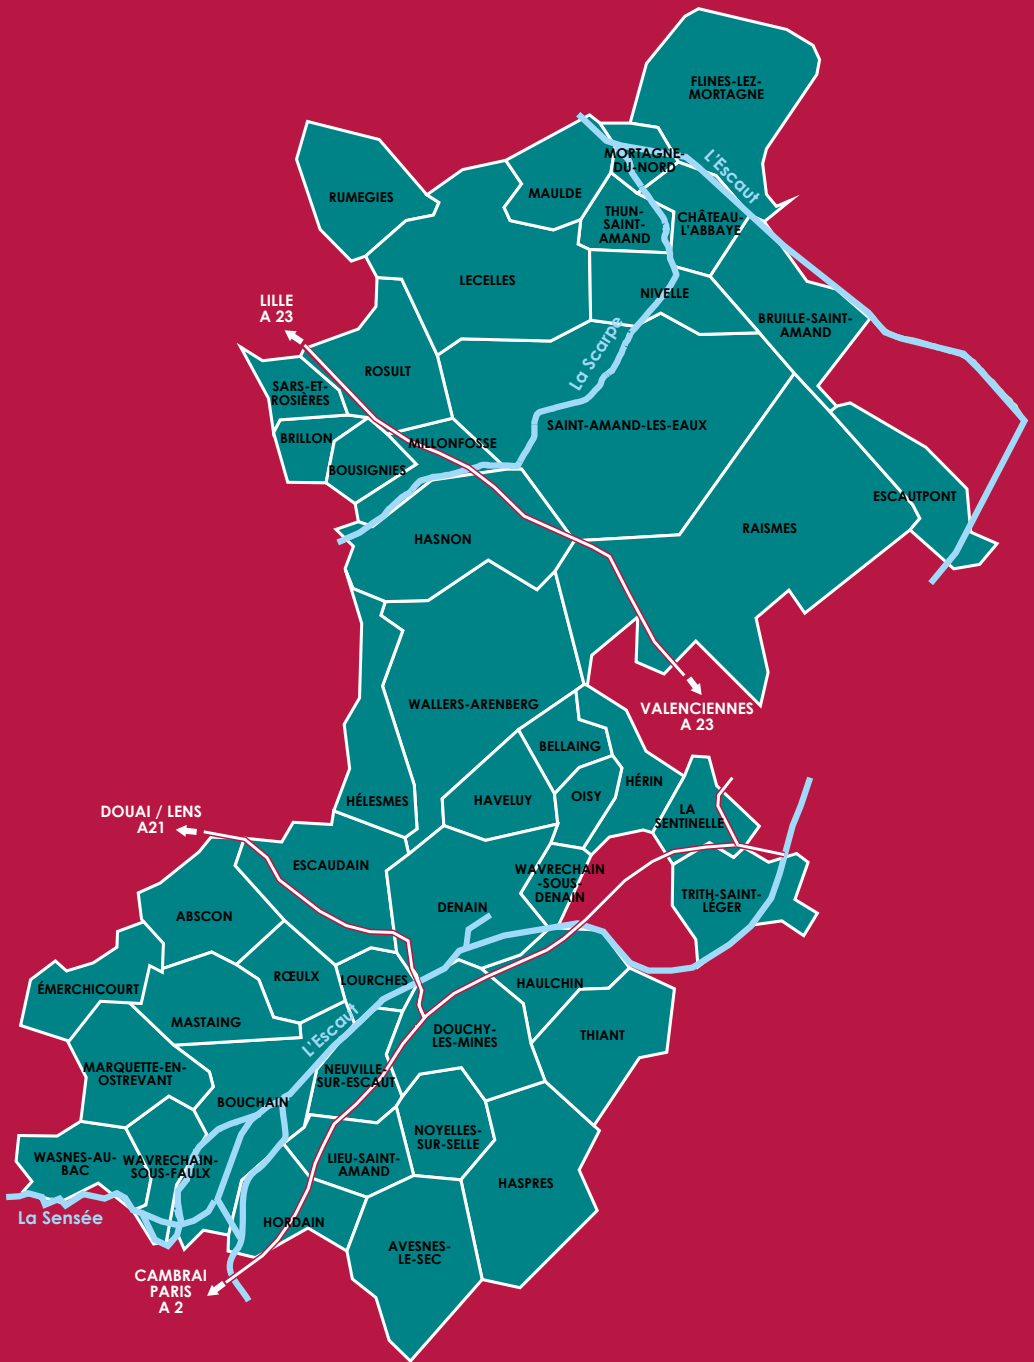 FLINES-LEZ-
MORTAGNE
MORTAGNE-
DU-NORD
L'Escaut
RUMEGIES
MAULDE
THUN-
SAINT-
AMAND
CHÂTEAU-
L'ABBAYE
LECELLES
NIVELLE
LILLE
A 23
BRUILLE-SAINT-
AMAND
La Scarpe
ROSULT
SARS-ET-
ROSIÈRES
BRILLON
MILLONFOSSE
SAINT-AMAND-LES-EAUX
BOUSIGNIES
ESCAUTPONT
HASNON
RAISMES
WALLERS-ARENBERG
VALENCIENNES
A 23
BELLAING
HÉRIN
HÉLESMES
HAVELUY
OISY
LA
SENTINELLE
DOUAI / LENS
A21
ESCAUDAIN
WAVRECHAIN
-SOUS-
DENAIN
TRITH-SAINT-
LÉGER
DENAIN
ABSCON
ÉMERCHICOURT
RŒULX
LOURCHES
HAULCHIN
MASTAING
L'Escaut
DOUCHY-
LES-MINES
THIANT
MARQUETTE-EN-
OSTREVANT
NEUVILLE-
SUR-ESCAUT
BOUCHAIN
NOYELLES-
SUR-SELLE
WASNES-AU-
BAC
WAVRECHAIN-
SOUS-FAULX
LIEU-SAINT-
AMAND
HASPRES
La Sensée
HORDAIN
AVESNES-
LE-SEC
CAMBRAI
PARIS
A 2